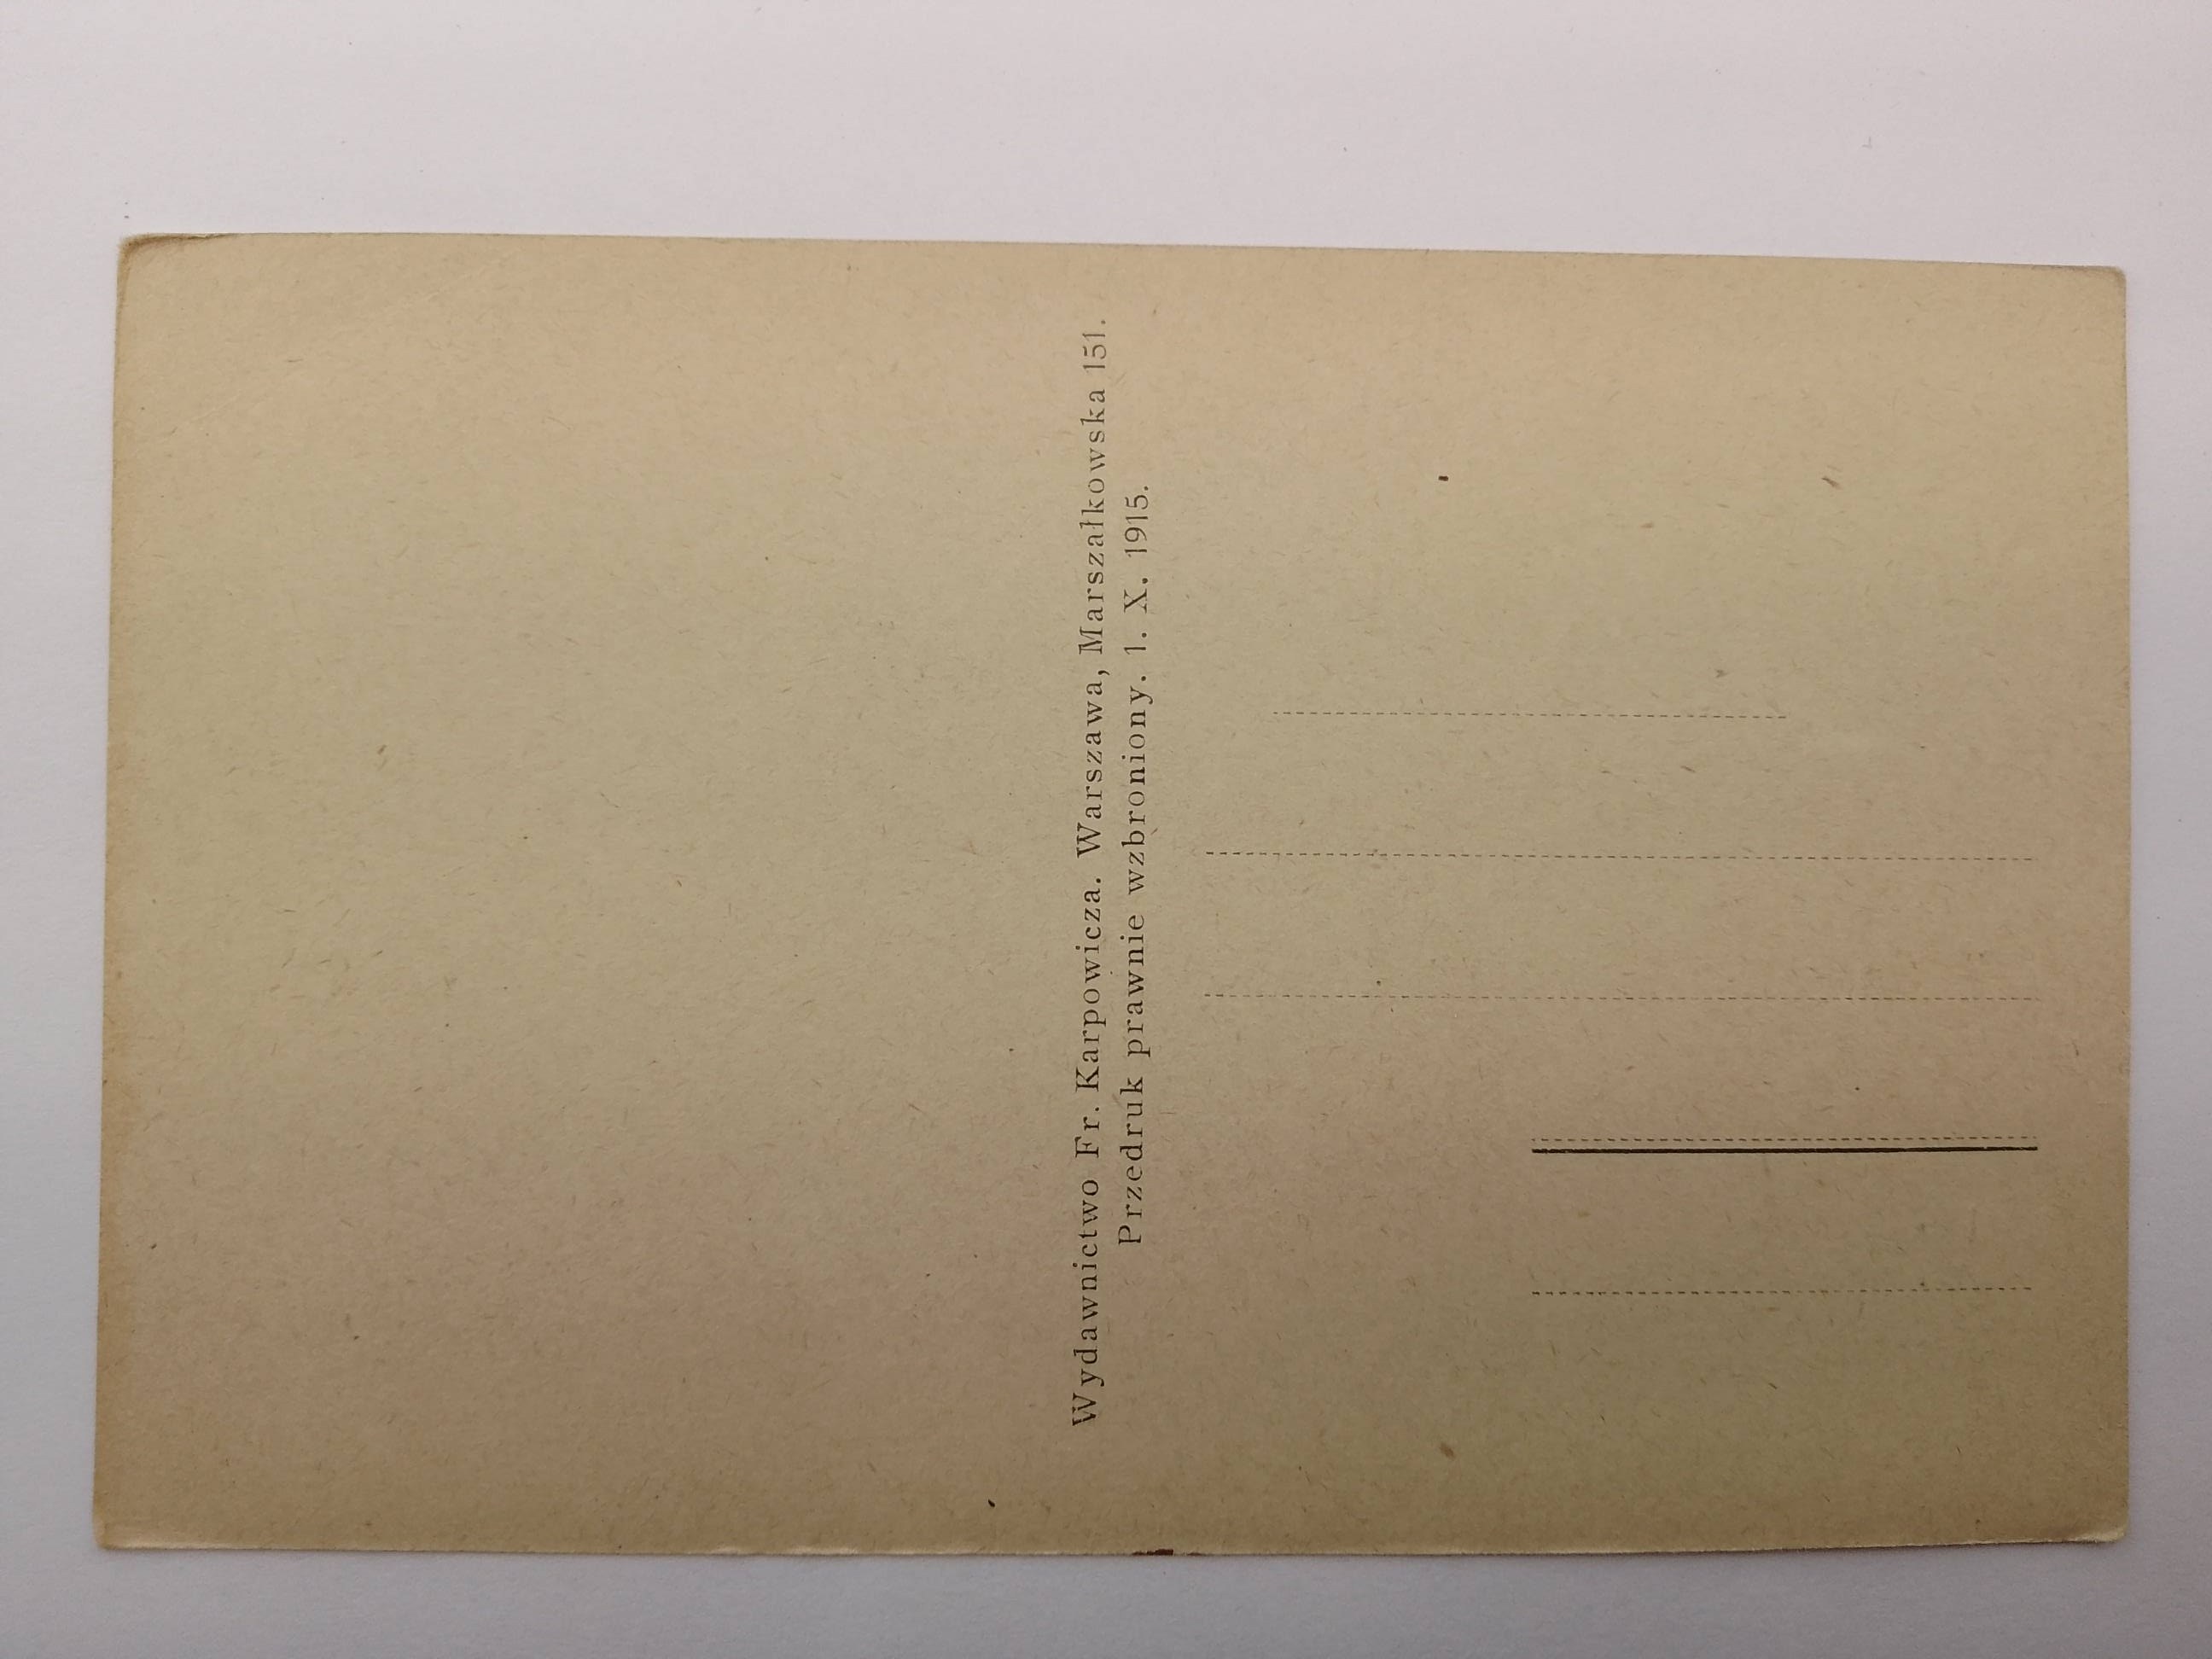 Wydawnictwo Fr. Karpowicza. Warszawa, Marszałkowska 151.
Przedruk prawnie wzbroniony. 1. X. 1915.